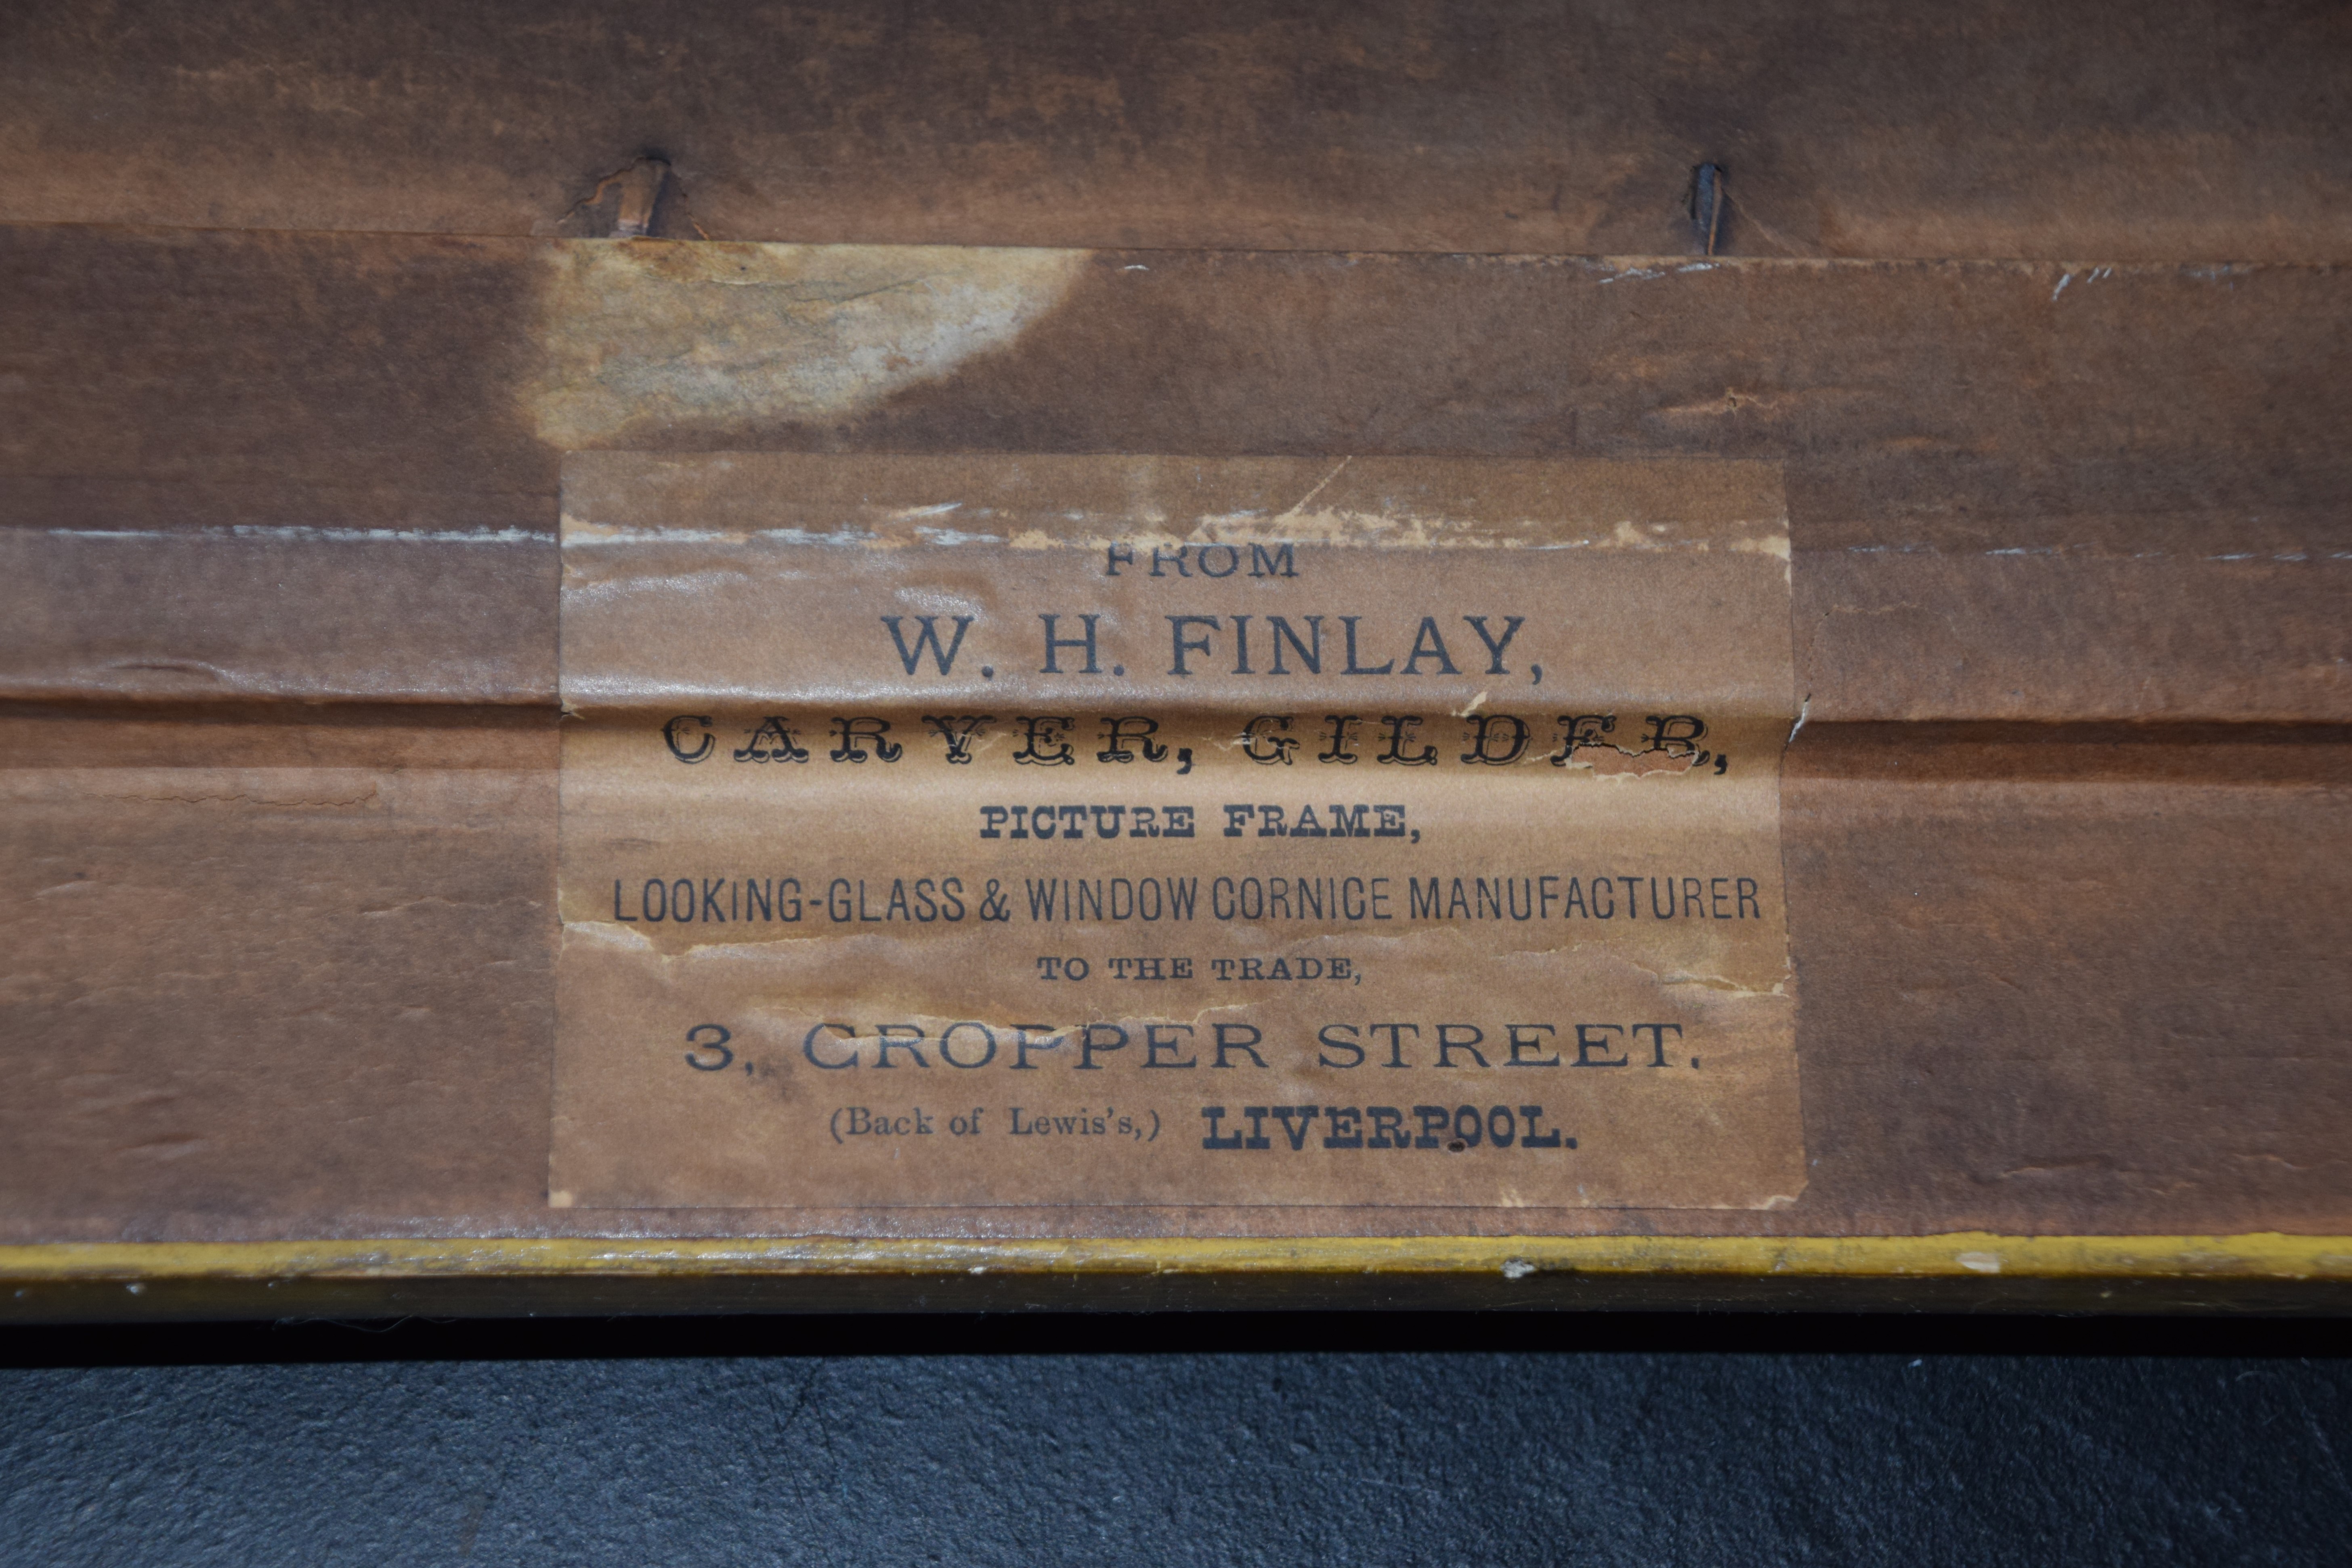 FROM
W. H. FINLAY,
CARVER, GILDER,
PICTURE FRAME,
LOOKING-GLASS & WINDOW CORNICE MANUFACTURER
TO THE TRADE,
3, CROPPER STREET.
(Back of Lewis's,) LIVERPOOL.